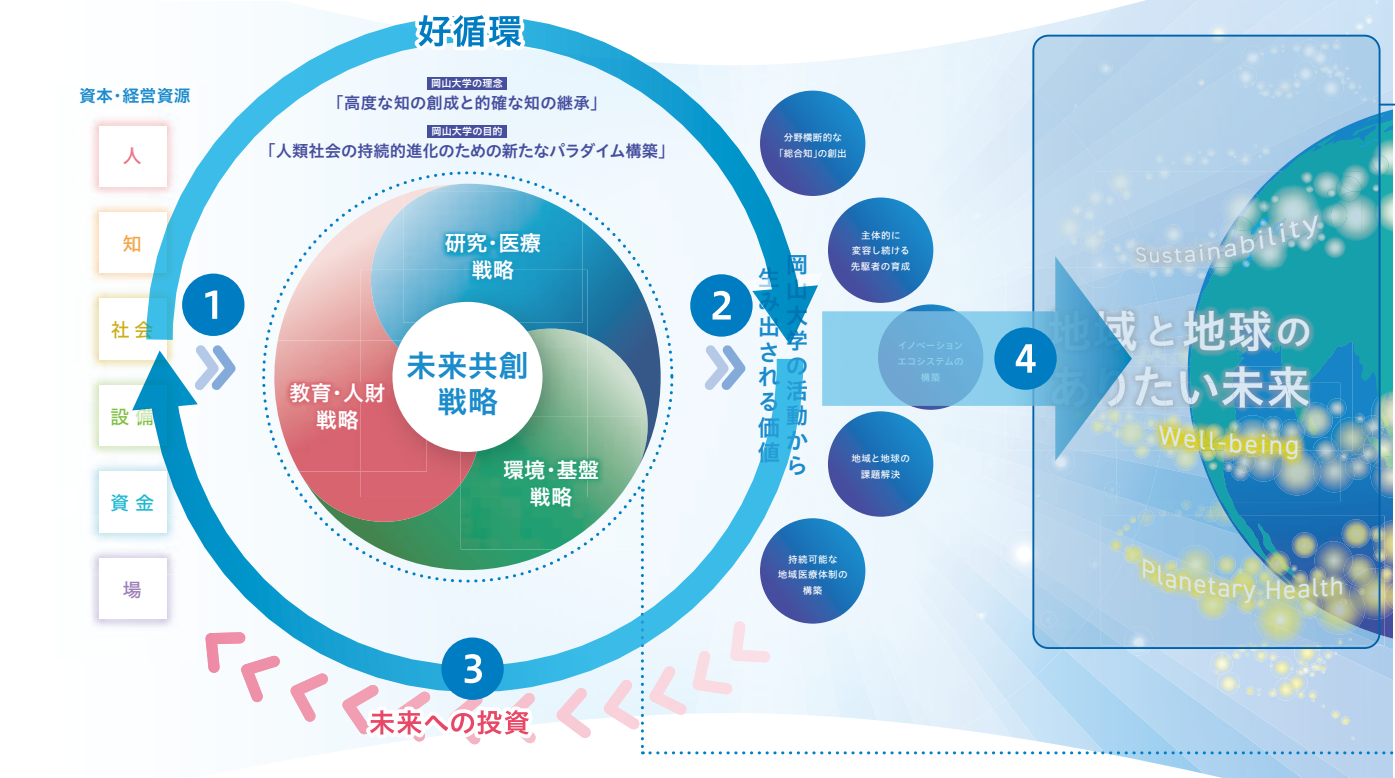 好循環
資本・経営資源
人
知
社会
設備
資金
場
岡山大学の理念
「高度な知の創成と的確な知の継承」
岡山大学の目的
「人類社会の持続的進化のための新たなパラダイム構築」
1
研究・医療
戦略
教育・人財
戦略
未来共創
戦略
環境・基盤
戦略
2
岡山大学の活動から
生み出される価値
分野横断的な
「総合知」の創出
主体的に
変容し続ける
先駆者の育成
イノベーション
エコシステムの
構築
地域と地球の
課題解決
持続可能な
地域医療体制の
構築
3
未来への投資
4
Sustainability
地域と地球の
ありたい未来
Well-being
Planetary Health